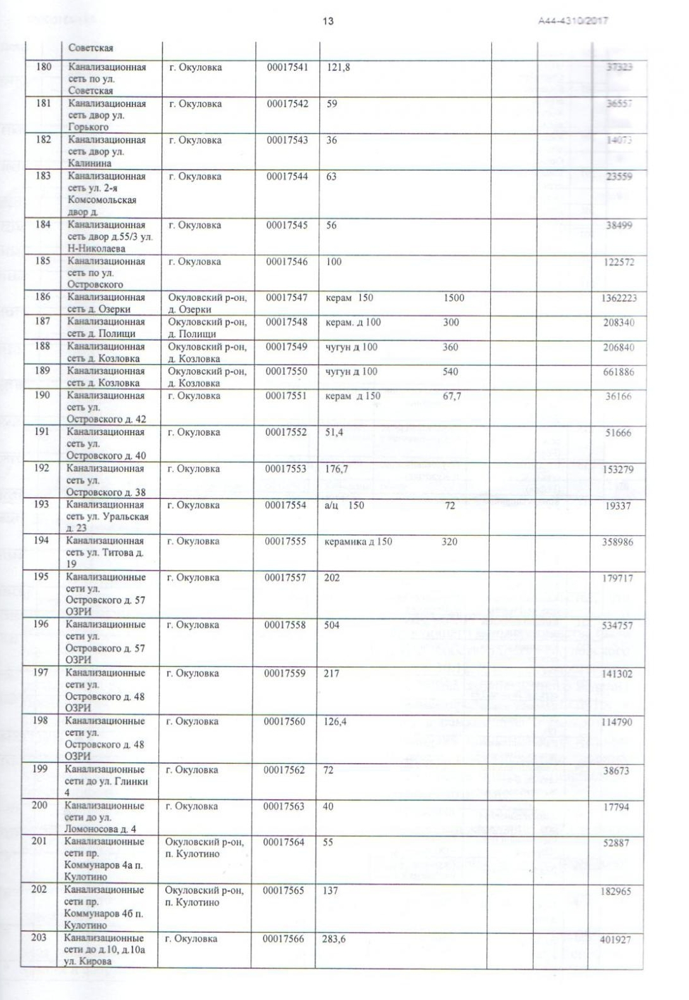 13
А44-4310/2017
Советская
180 Канализационная г. Окуловка 00017541 121,8 37323
сеть по ул.
Советская
181 Канализационная г. Окуловка 00017542 59 36557
сеть двор ул.
Горького
182 Канализационная г. Окуловка 00017543 36 14073
сеть двор ул.
Калинина
183 Канализационная г. Окуловка 00017544 63 23559
сеть ул. 2-я
Комсомольская
двор д.
184 Канализационная г. Окуловка 00017545 56 38499
сеть двор д.55/3 ул.
Н-Николаева
185 Канализационная г. Окуловка 00017546 100 122572
сеть по ул.
Островского
186 Канализационная Окуловский р-он, 00017547 керам 150 1500 1362223
сеть д. Озерки д. Озерки
187 Канализационная Окуловский р-он, 00017548 керам. д 100 300 208340
сеть д. Полищи д. Полищи
188 Канализационная Окуловский р-он, 00017549 чугун д 100 360 206840
сеть д. Козловка д. Козловка
189 Канализационная Окуловский р-он, 00017550 чугун д 100 540 661886
сеть д. Козловка д. Козловка
190 Канализационная г. Окуловка 00017551 керам д 150 67,7 36166
сеть ул.
Островского д. 42
191 Канализационная г. Окуловка 00017552 51,4 51666
сеть ул.
Островского д. 40
192 Канализационная г. Окуловка 00017553 176,7 153279
сеть ул.
Островского д. 38
193 Канализационная г. Окуловка 00017554 а/ц 150 72 19337
сеть ул. Уральская
д. 23
194 Канализационная г. Окуловка 00017555 керамика д 150 320 358986
сеть ул. Титова д.
19
195 Канализационные г. Окуловка 00017557 202 179717
сети ул.
Островского д. 57
ОЗРИ
196 Канализационные г. Окуловка 00017558 504 534757
сети ул.
Островского д. 57
ОЗРИ
197 Канализационные г. Окуловка 00017559 217 141302
сети ул.
Островского д. 48
ОЗРИ
198 Канализационные г. Окуловка 00017560 126,4 114790
сети ул.
Островского д. 48
ОЗРИ
199 Канализационные г. Окуловка 00017562 72 38673
сети до ул. Глинки
4
200 Канализационные г. Окуловка 00017563 40 17794
сети до ул.
Ломоносова д. 4
201 Канализационные Окуловский р-он, 00017564 55 52887
сети пр. п. Кулотино
Коммунаров 4а п.
Кулотино
202 Канализационные Окуловский р-он, 00017565 137 182965
сети пр. п. Кулотино
Коммунаров 4б п.
Кулотино
203 Канализационные г. Окуловка 00017566 283,6 401927
сети до д.10, д.10а
ул. Кирова